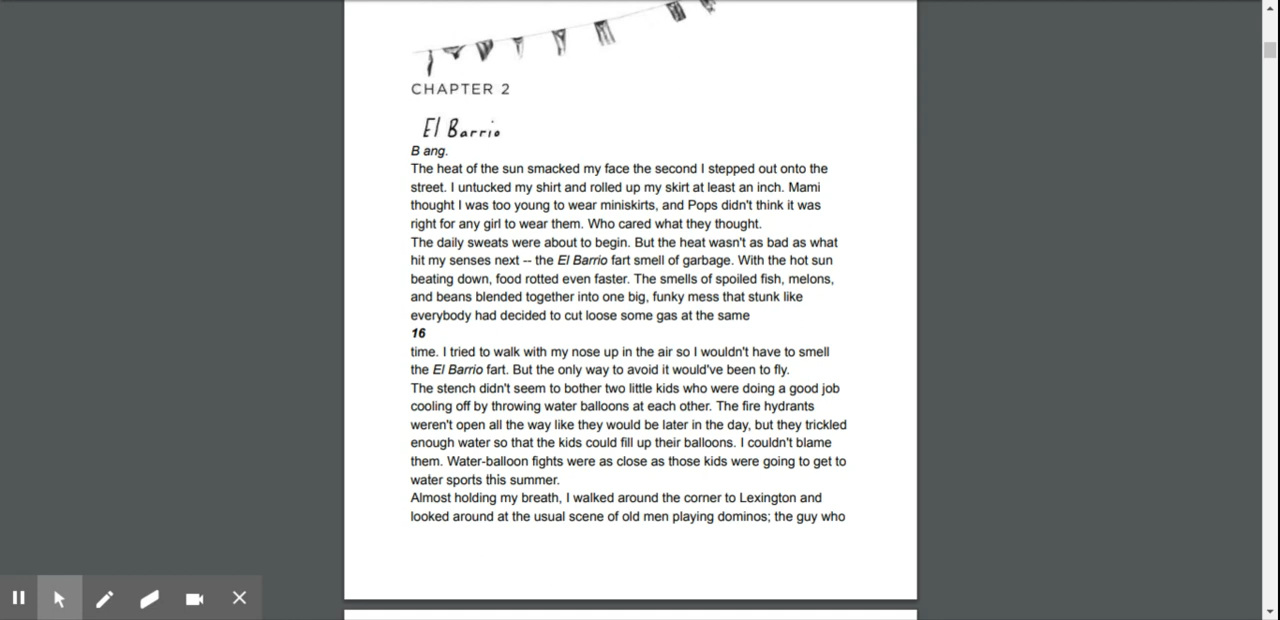 CHAPTER 2
El Barrio
B ang.
The heat of the sun smacked my face the second I stepped out onto the
street. I untucked my shirt and rolled up my skirt at least an inch. Mami
thought I was too young to wear miniskirts, and Pops didn't think it was
right for any girl to wear them. Who cared what they thought.
The daily sweats were about to begin. But the heat wasn't as bad as what
hit my senses next -- the El Barrio fart smell of garbage. With the hot sun
beating down, food rotted even faster. The smells of spoiled fish, melons,
and beans blended together into one big, funky mess that stunk like
everybody had decided to cut loose some gas at the same
16
time. I tried to walk with my nose up in the air so I wouldn't have to smell
the El Barrio fart. But the only way to avoid it would've been to fly.
The stench didn't seem to bother two little kids who were doing a good job
cooling off by throwing water balloons at each other. The fire hydrants
weren't open all the way like they would be later in the day, but they trickled
enough water so that the kids could fill up their balloons. I couldn't blame
them. Water-balloon fights were as close as those kids were going to get to
water sports this summer.
Almost holding my breath, I walked around the corner to Lexington and
looked around at the usual scene of old men playing dominos; the guy who